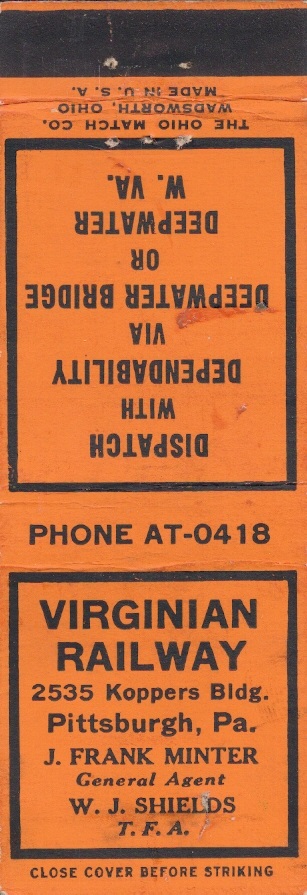 THE OHIO MATCH CO.
WADSWORTH, OHIO
MADE IN U. S. A.
DISPATCH
WITH
DEPENDABILITY
VIA
DEEPWATER BRIDGE
OR
DEEPWATER
W. VA.
PHONE AT-0418
VIRGINIAN
RAILWAY
2535 Koppers Bldg.
Pittsburgh, Pa.
J. FRANK MINTER
General Agent
W. J. SHIELDS
T. F. A.
CLOSE COVER BEFORE STRIKING